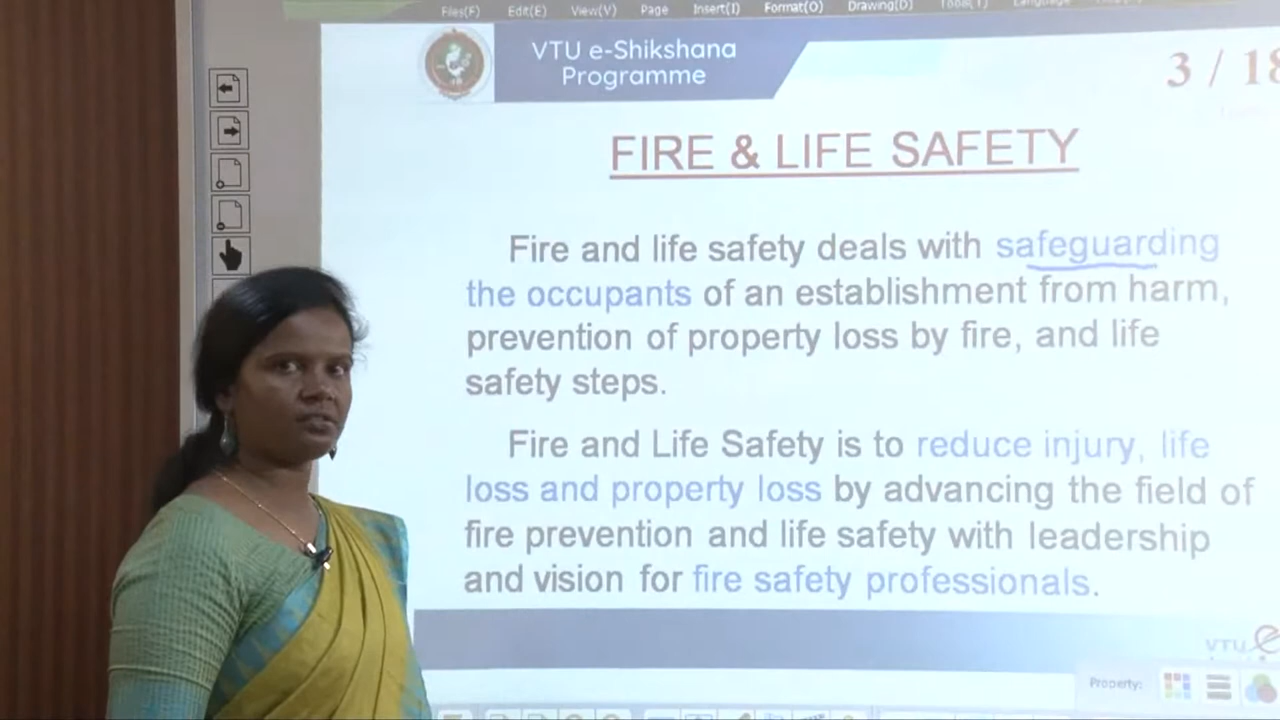 Files(F) Edit(E) View(V) Page Insert(I) Format(O) Drawing(D) Tools(T) Language
VTU e-Shikshana
Programme
3 / 18
FIRE & LIFE SAFETY
Fire and life safety deals with safeguarding
the occupants of an establishment from harm,
prevention of property loss by fire, and life
safety steps.
Fire and Life Safety is to reduce injury, life
loss and property loss by advancing the field of
fire prevention and life safety with leadership
and vision for fire safety professionals.
VTU e
Property: